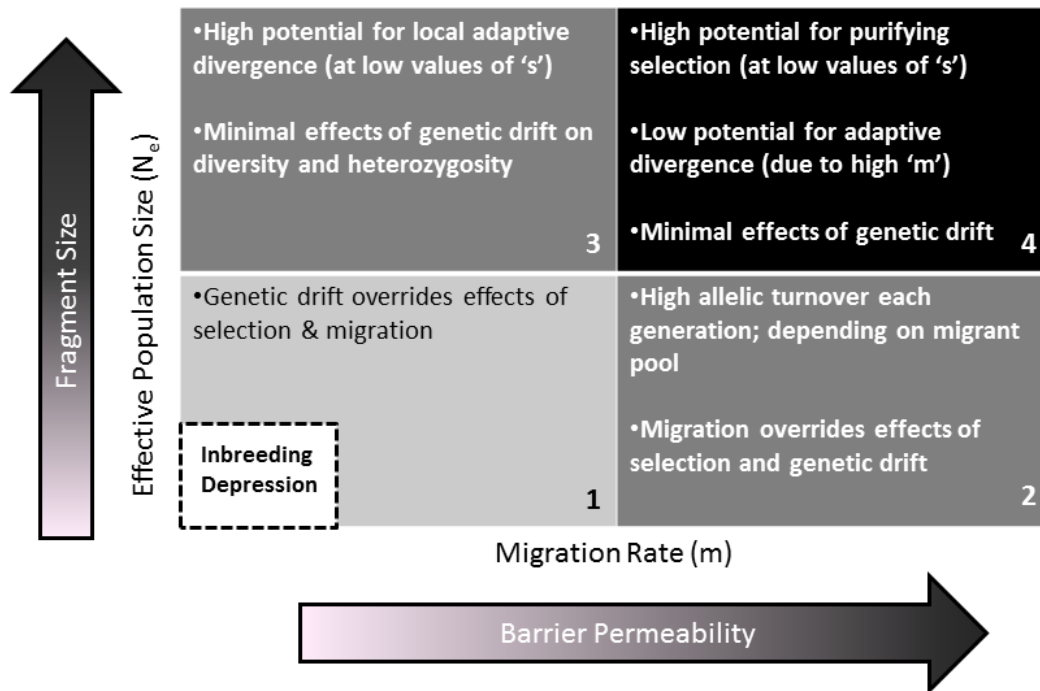 Fragment Size
Effective Population Size (Ne)
•High potential for local adaptive
divergence (at low values of ‘s’)
•Minimal effects of genetic drift on
diversity and heterozygosity
3
•High potential for purifying
selection (at low values of ‘s’)
•Low potential for adaptive
divergence (due to high ‘m’)
•Minimal effects of genetic drift
4
•Genetic drift overrides effects of
selection & migration
Inbreeding
Depression
1
•High allelic turnover each
generation; depending on migrant
pool
•Migration overrides effects of
selection and genetic drift
2
Migration Rate (m)
Barrier Permeability